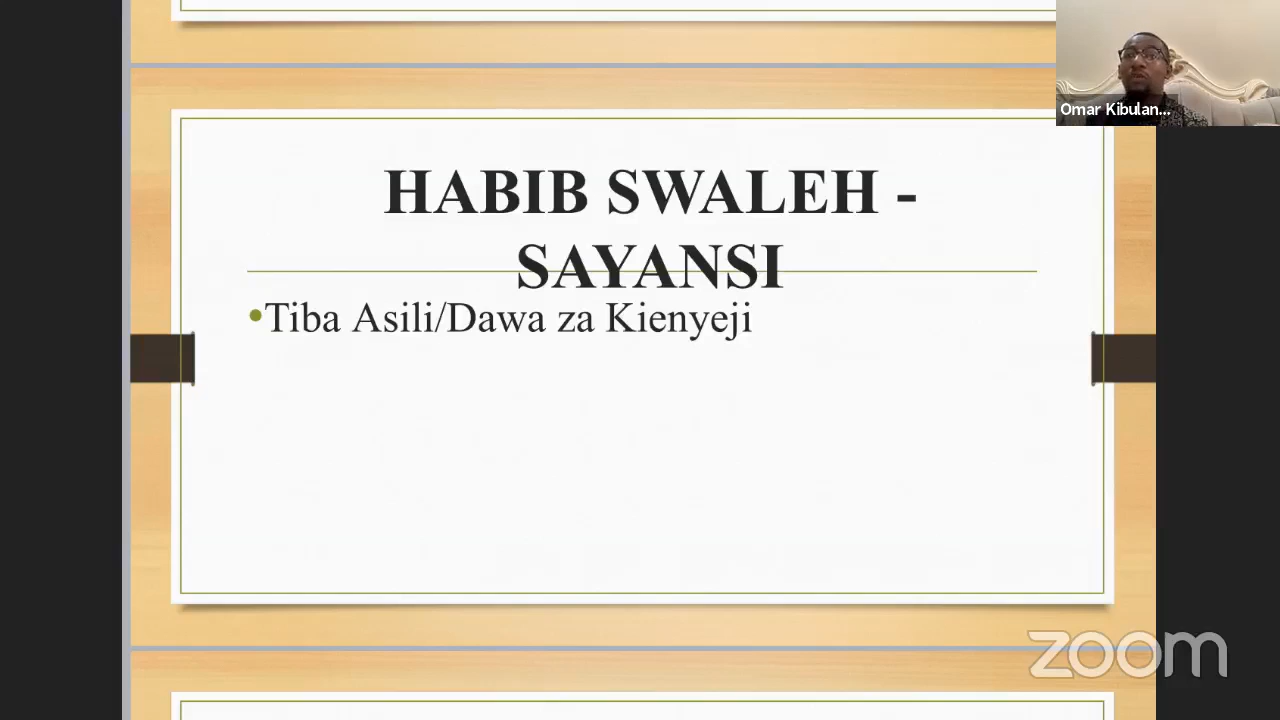 Omar Kibulan...
HABIB SWALEH -
SAYANSI
•Tiba Asili/Dawa za Kienyeji
zoom